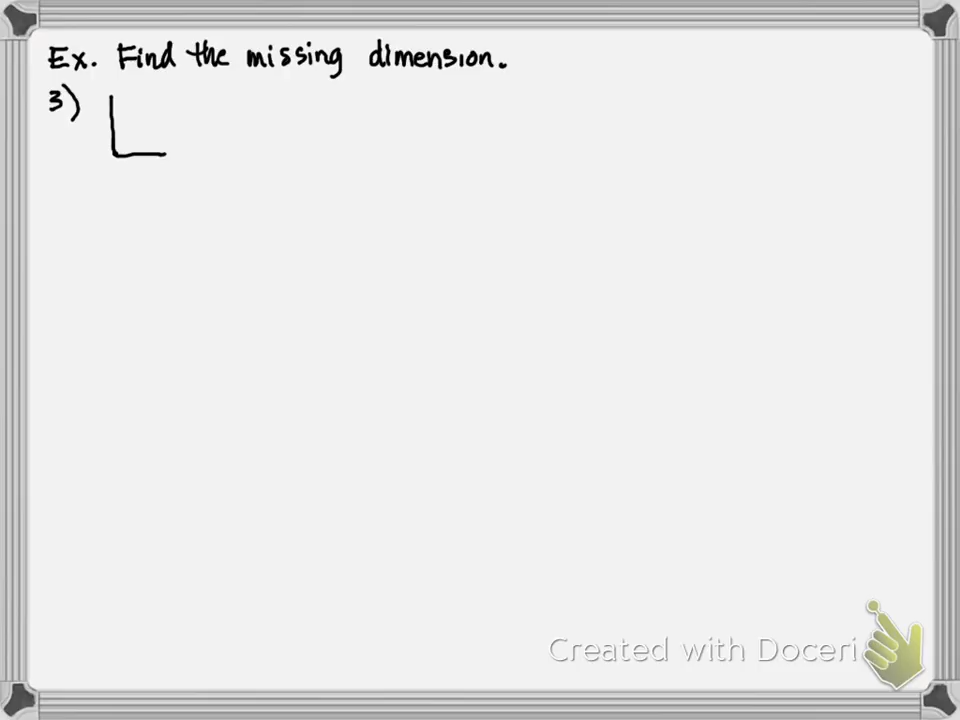 Ex. Find the missing dimension.
3)
Created with Doceri